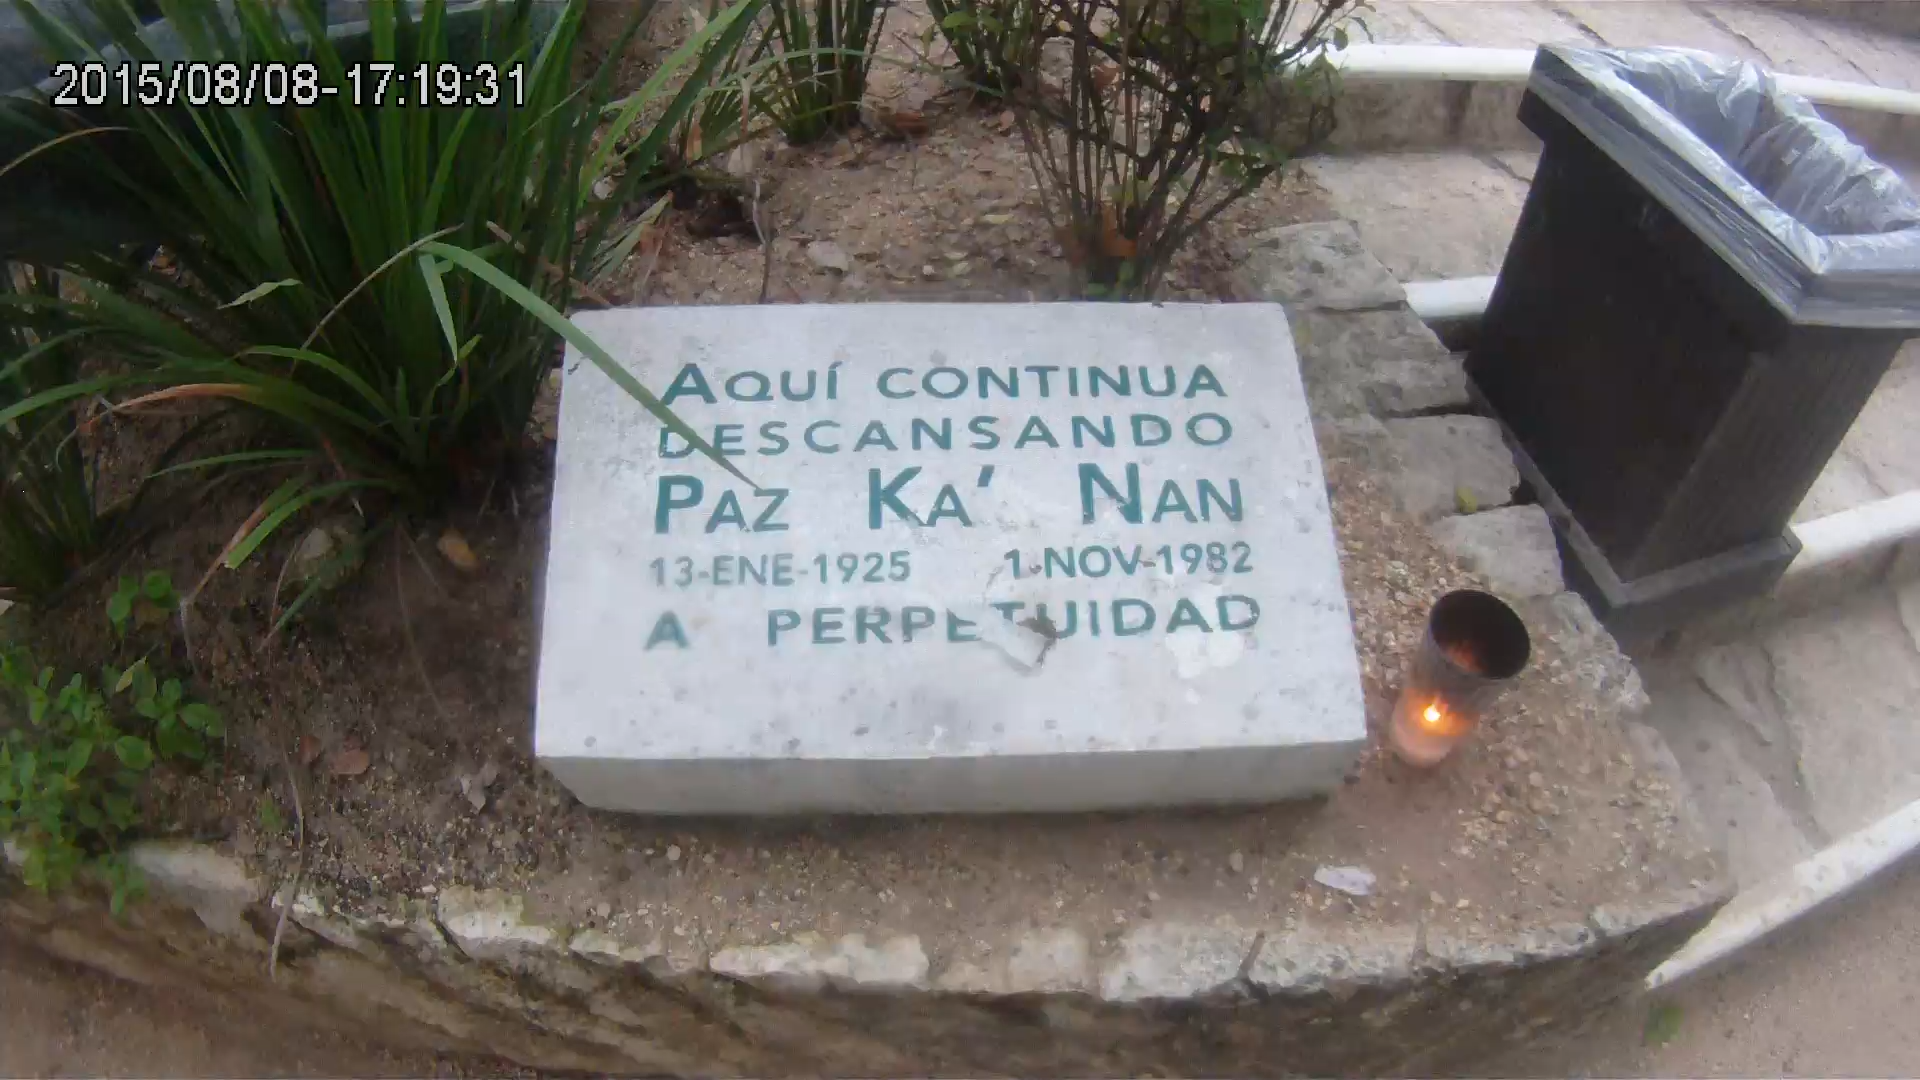 2015/08/08-17:19:31
AQUÍ CONTINUA
DESCANSANDO
PAZ KA' NAN
13-ENE-1925 1-NOV-1982
A PERPETUIDAD